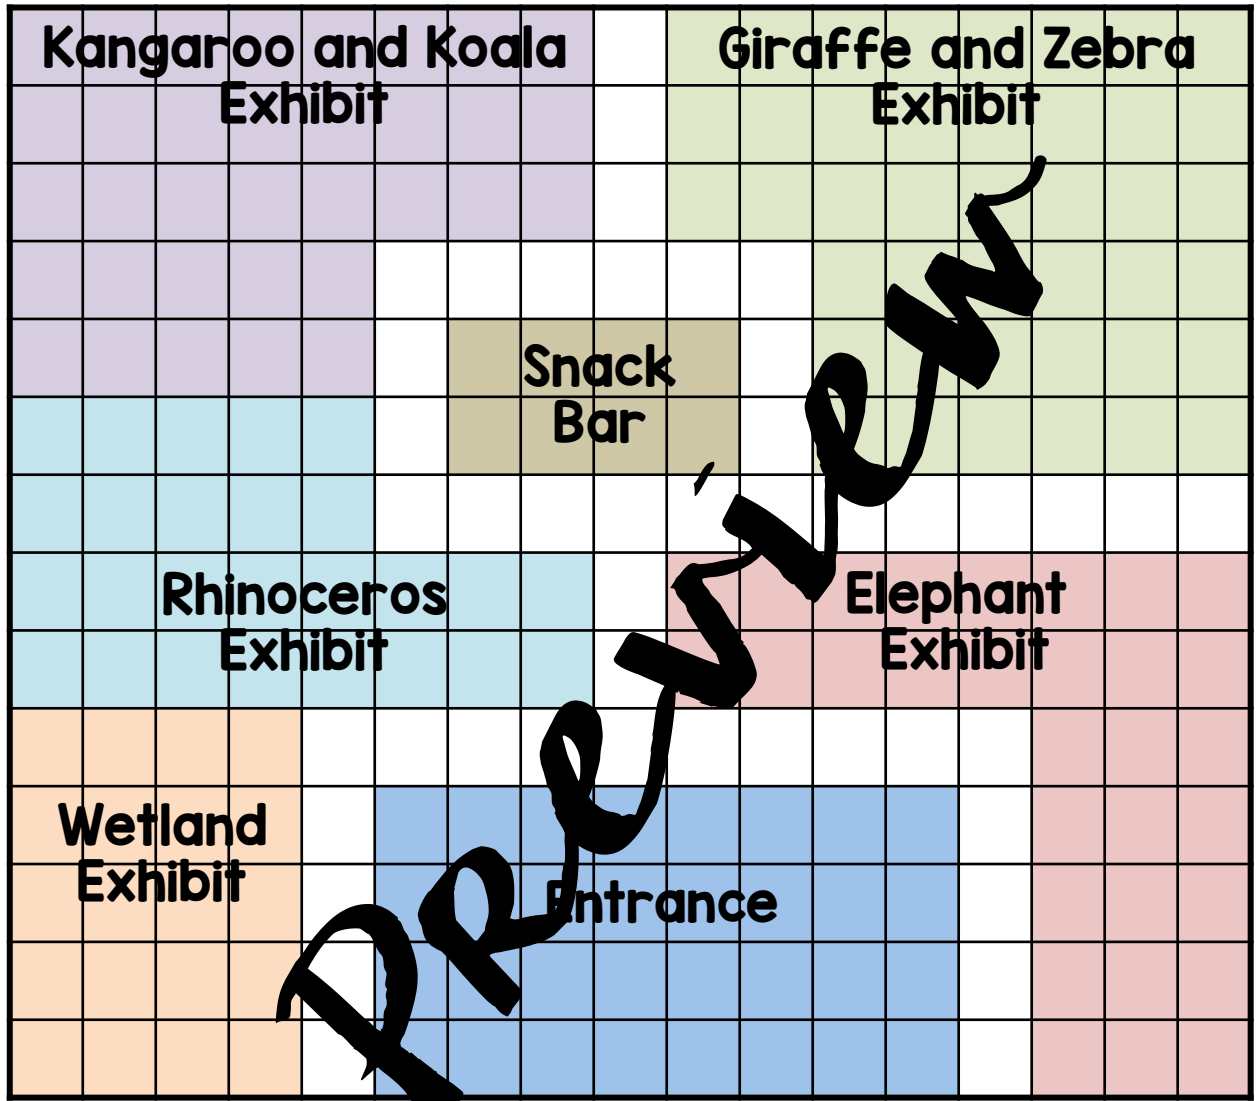 Kangaroo and Koala
Exhibit
Giraffe and Zebra
Exhibit
Snack
Bar
Rhinoceros
Exhibit
Elephant
Exhibit
Wetland
Exhibit
Entrance
Preview